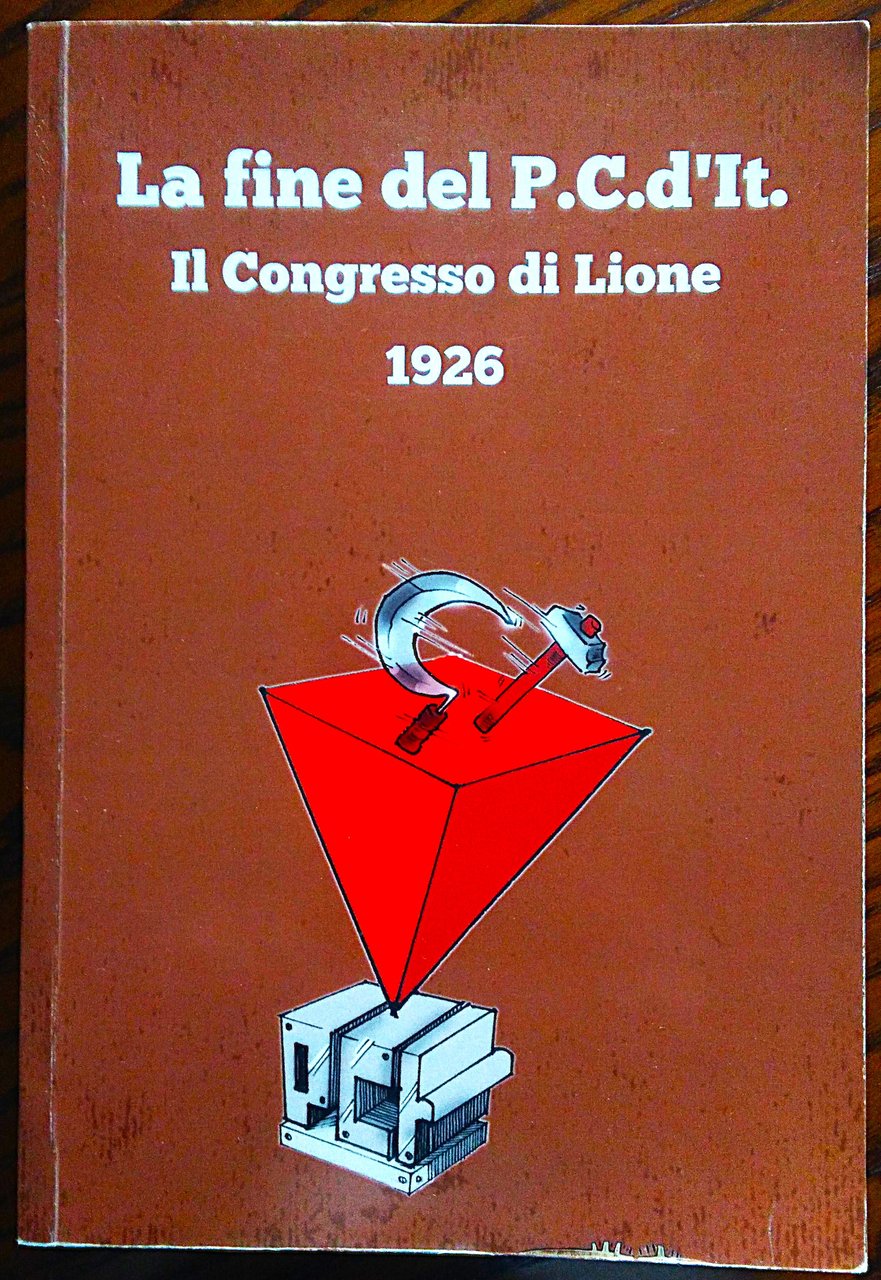 La fine del P.C.d'It.
Il Congresso di Lione
1926